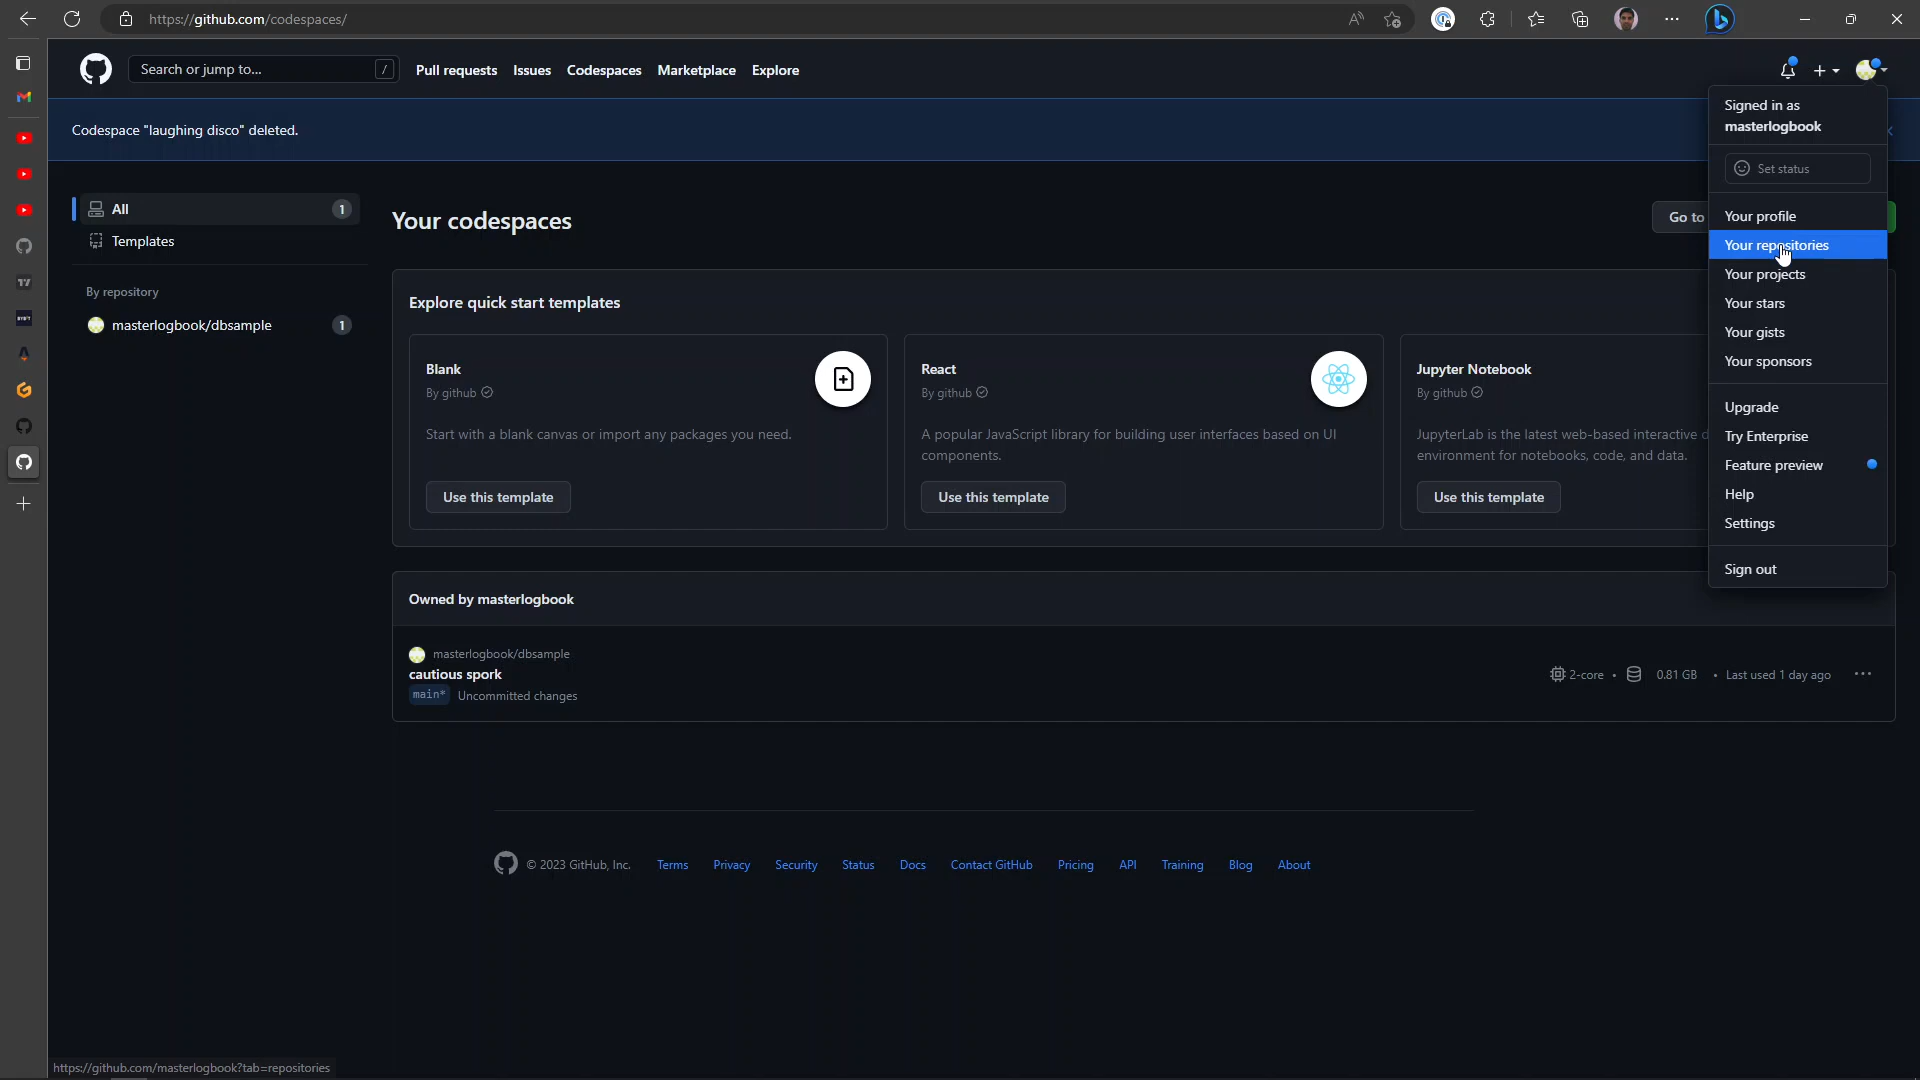 https://github.com/codespaces/
Search or jump to... /
Pull requests
Issues
Codespaces
Marketplace
Explore
Codespace "laughing disco" deleted.
Signed in as
masterlogbook
Set status
Your profile
Your repositories
Your projects
Your stars
Your gists
Your sponsors
Upgrade
Try Enterprise
Feature preview
Help
Settings
Sign out
All 1
Templates
By repository
masterlogbook/dbsample 1
Your codespaces
Go to
Explore quick start templates
Blank
By github
Start with a blank canvas or import any packages you need.
Use this template
React
By github
A popular JavaScript library for building user interfaces based on UI
components.
Use this template
Jupyter Notebook
By github
JupyterLab is the latest web-based interactive d
environment for notebooks, code, and data.
Use this template
Owned by masterlogbook
masterlogbook/dbsample
cautious spork
main* Uncommitted changes
2-core • 0.81 GB • Last used 1 day ago
© 2023 GitHub, Inc.
Terms
Privacy
Security
Status
Docs
Contact GitHub
Pricing
API
Training
Blog
About
https://github.com/masterlogbook?tab=repositories